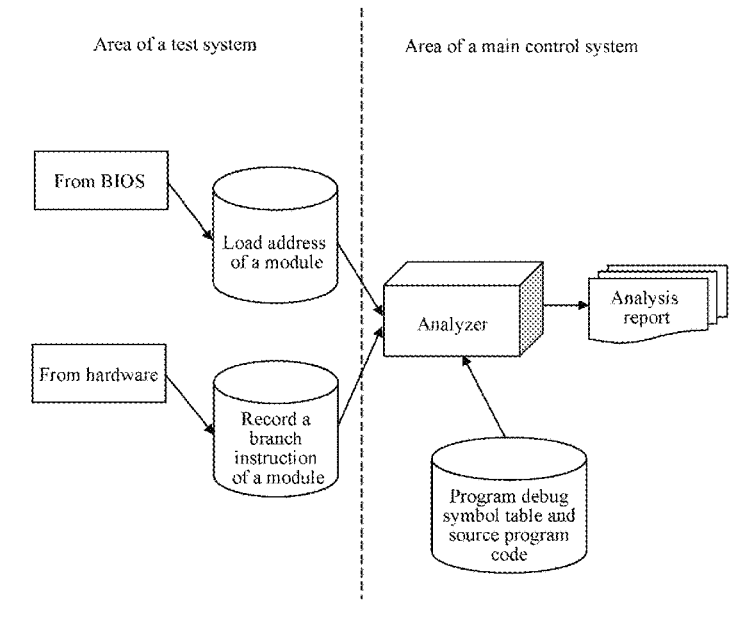 Area of a test system
Area of a main control system
From BIOS
Load address
of a module
Analyzer
Analysis
report
From hardware
Record a
branch
instruction
of a module
Program debug
symbol table and
source program
code